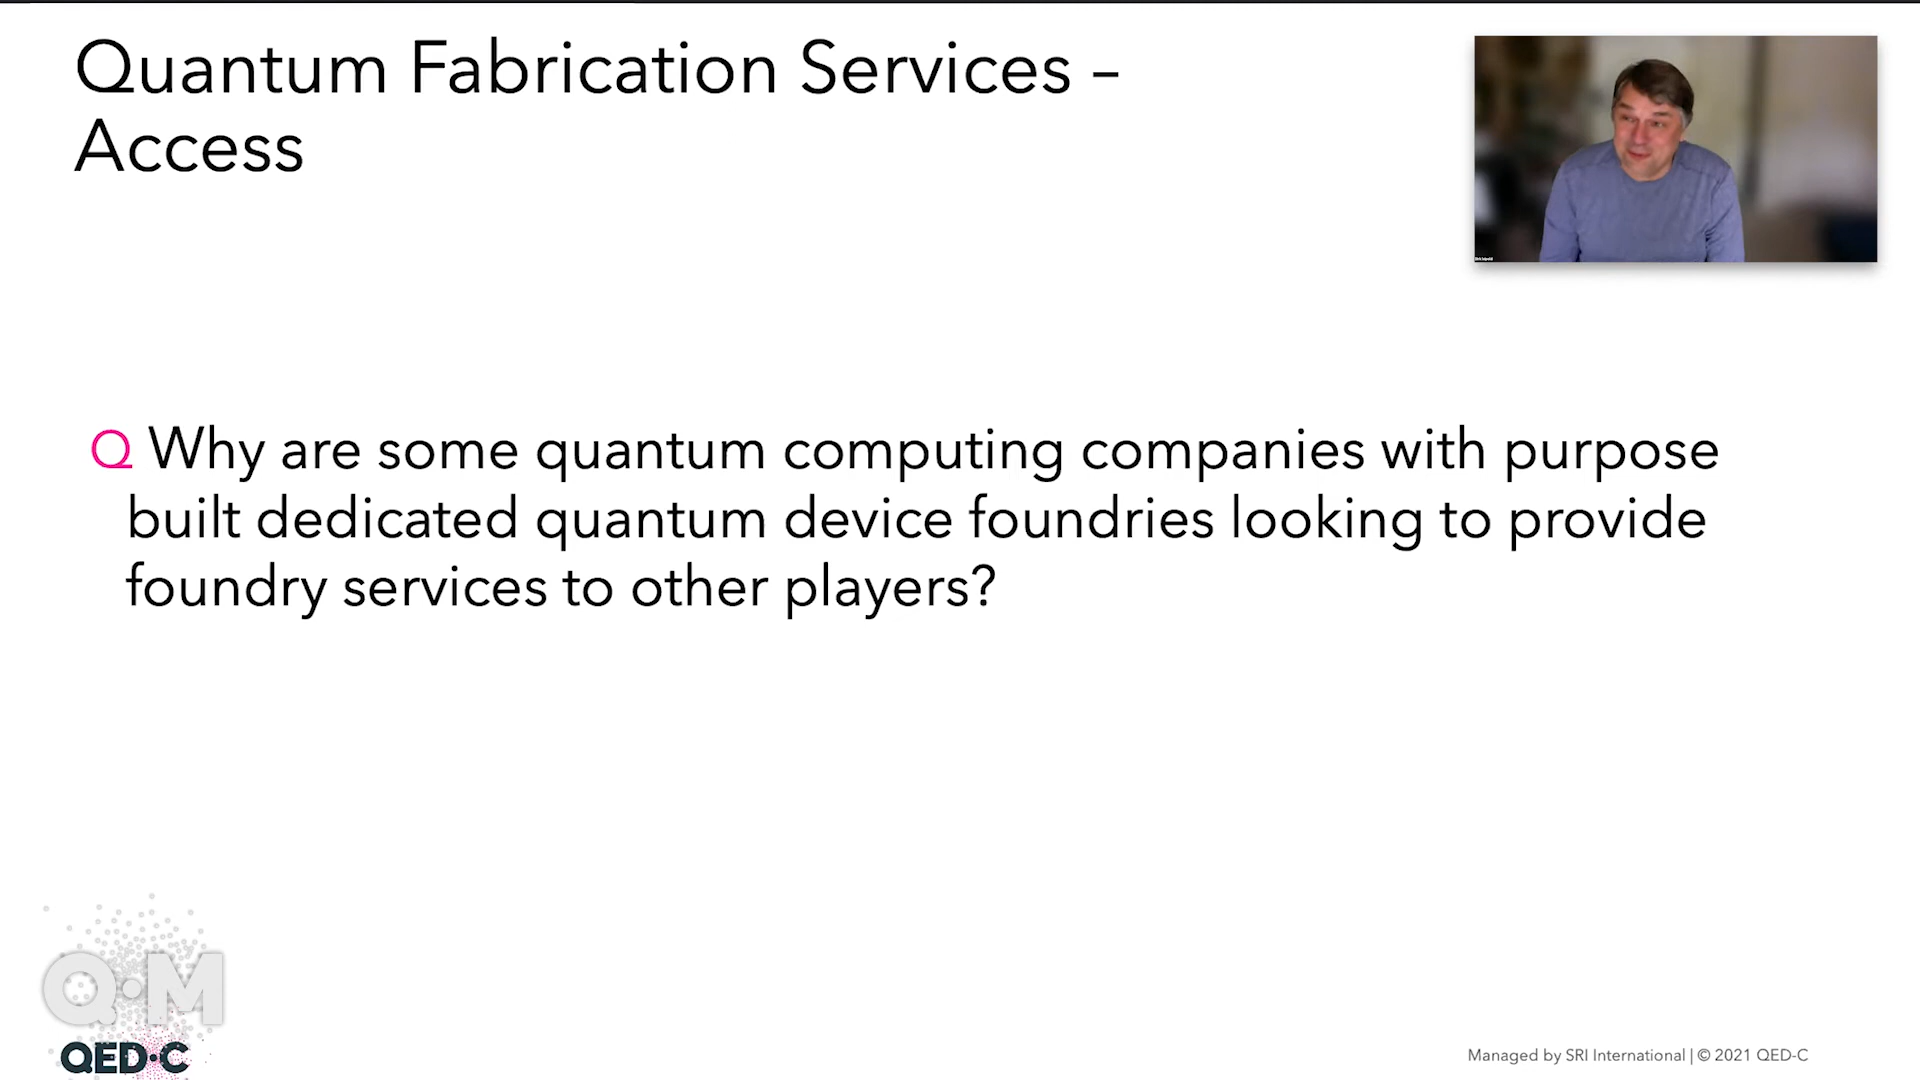 Quantum Fabrication Services –
Access
Q Why are some quantum computing companies with purpose
built dedicated quantum device foundries looking to provide
foundry services to other players?
Q·M
QED·C
Managed by SRI International | © 2021 QED-C